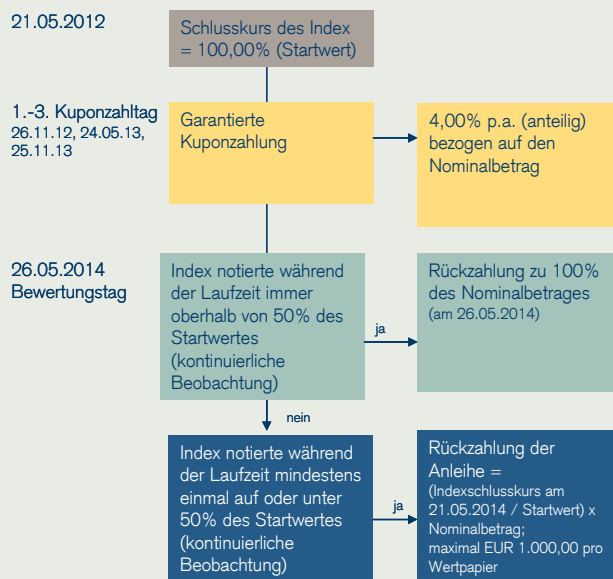 21.05.2012
Schlusskurs des Index
= 100,00% (Startwert)
1.-3. Kuponzahltag
26.11.12, 24.05.13,
25.11.13
Garantierte
Kuponzahlung
4,00% p.a. (anteilig)
bezogen auf den
Nominalbetrag
26.05.2014
Bewertungstag
Index notierte während
der Laufzeit immer
oberhalb von 50% des
Startwertes
(kontinuierliche
Beobachtung)
ja
Rückzahlung zu 100%
des Nominalbetrages
(am 26.05.2014)
nein
Index notierte während
der Laufzeit mindestens
einmal auf oder unter
50% des Startwertes
(kontinuierliche
Beobachtung)
ja
Rückzahlung der
Anleihe =
(Indexschlusskurs am
21.05.2014 / Startwert) x
Nominalbetrag;
maximal EUR 1.000,00 pro
Wertpapier